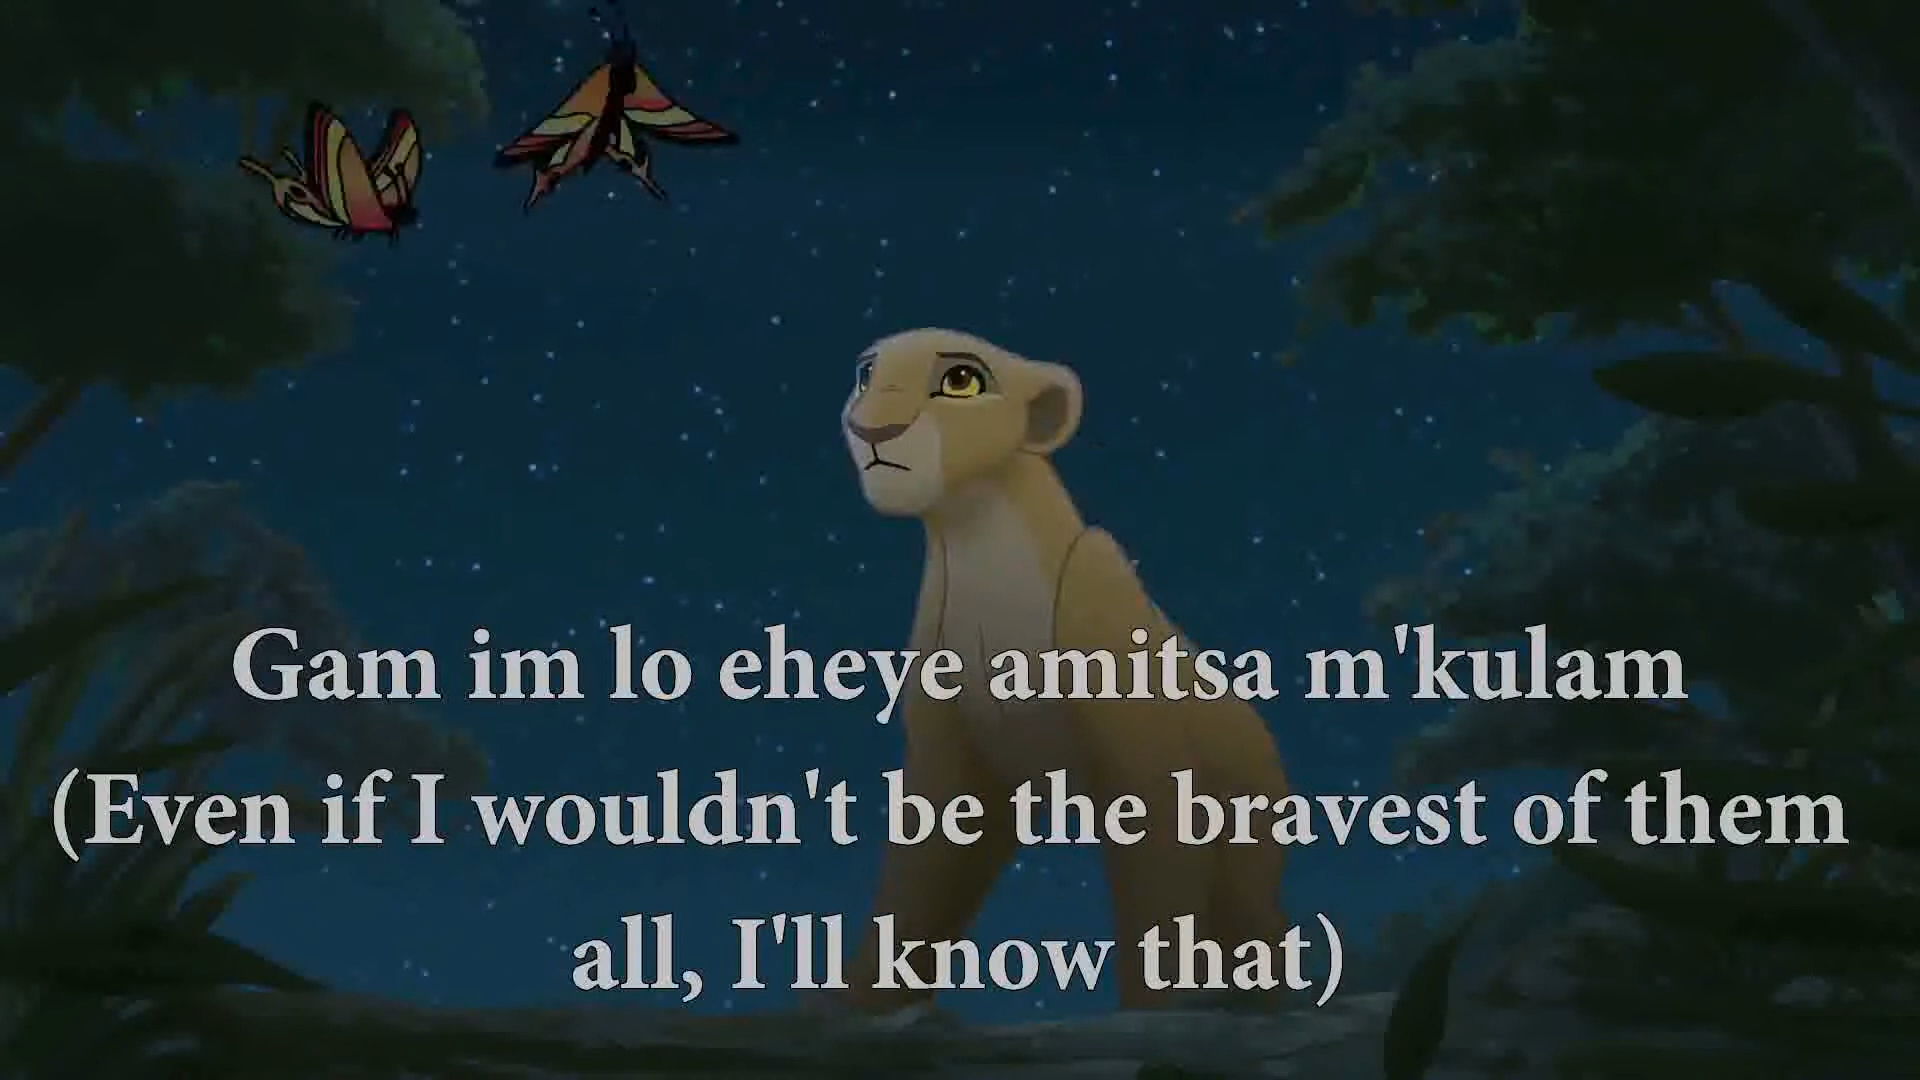 Gam im lo eheye amitsa m'kulam
(Even if I wouldn't be the bravest of them
all, I'll know that)